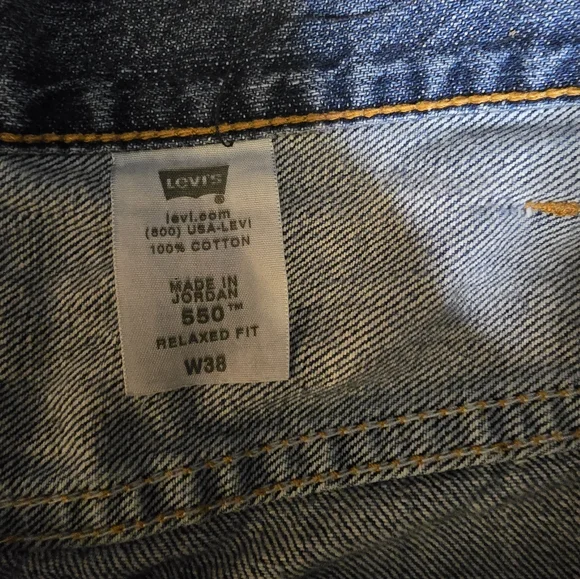 Levi's
®
levi.com
(800) USA-LEVI
100% COTTON
MADE IN
JORDAN
550™
RELAXED FIT
W38